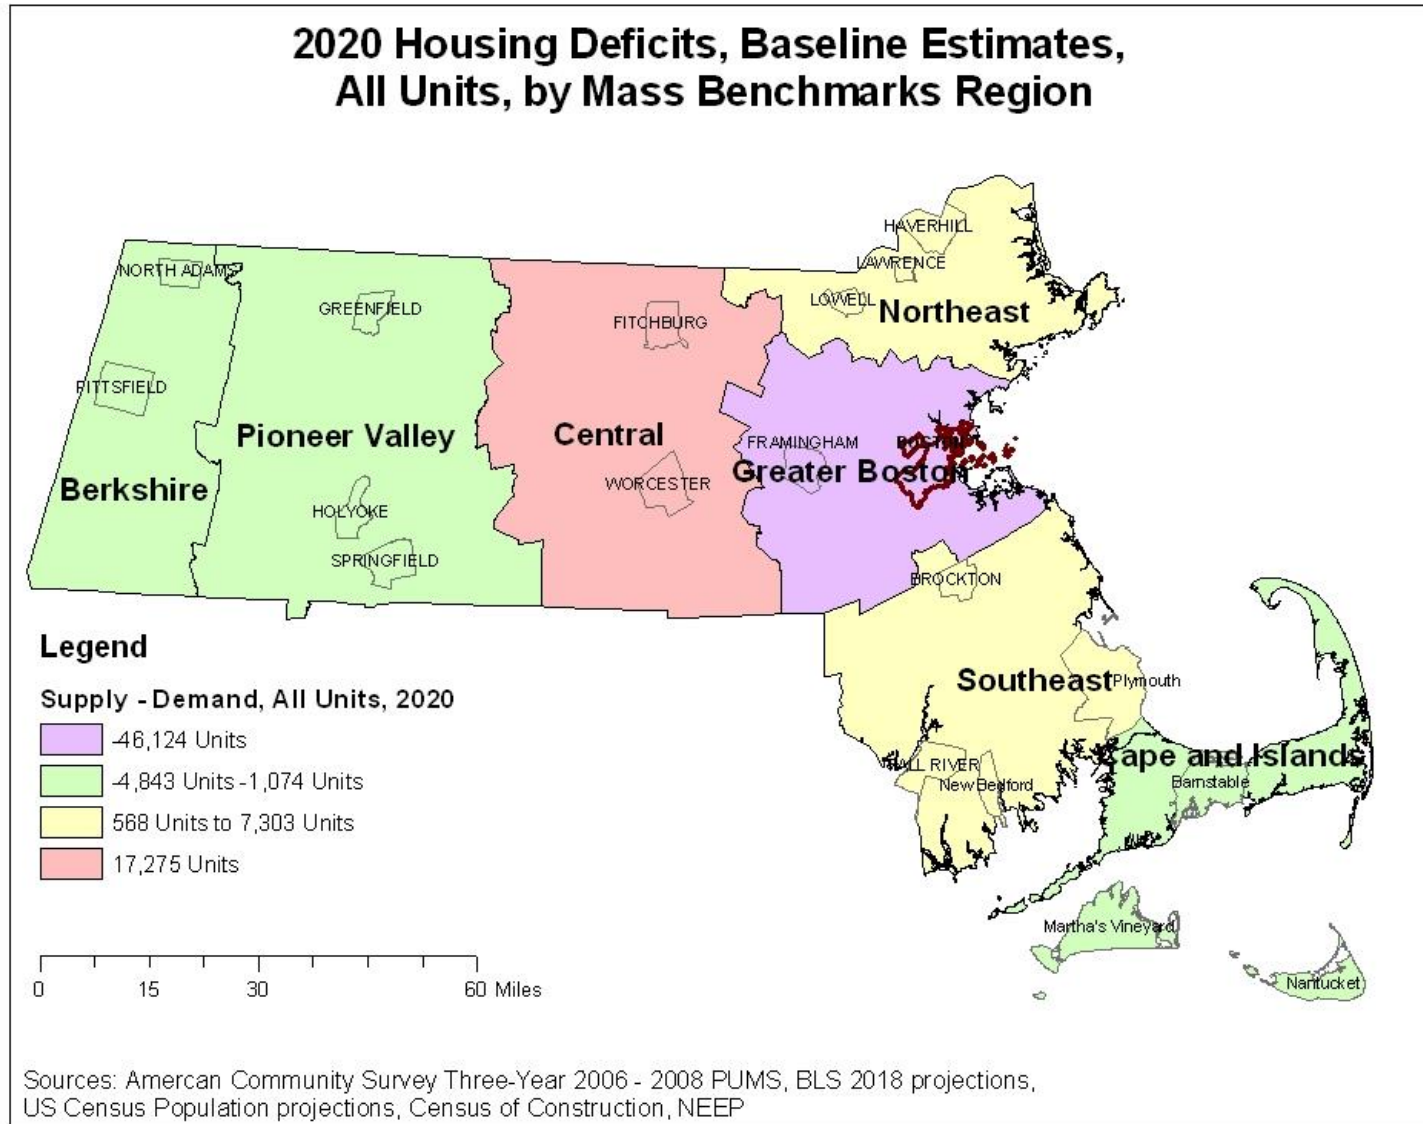 2020 Housing Deficits, Baseline Estimates,
All Units, by Mass Benchmarks Region
HAVERHILL
LAWRENCE
LOWELL
Northeast
NORTH ADAMS
GREENFIELD
FITCHBURG
PITTSFIELD
Pioneer Valley
Central
FRAMINGHAM
BOSTON
Greater Boston
Berkshire
HOLYOKE
WORCESTER
SPRINGFIELD
BROCKTON
Southeast
Plymouth
Cape and Islands
Barnstable
FALL RIVER
New Bedford
Martha's Vineyard
Nantucket
Legend
Supply - Demand, All Units, 2020
-46,124 Units
-4,843 Units -1,074 Units
568 Units to 7,303 Units
17,275 Units
0 15 30 60 Miles
Sources: Amercan Community Survey Three-Year 2006 - 2008 PUMS, BLS 2018 projections,
US Census Population projections, Census of Construction, NEEP